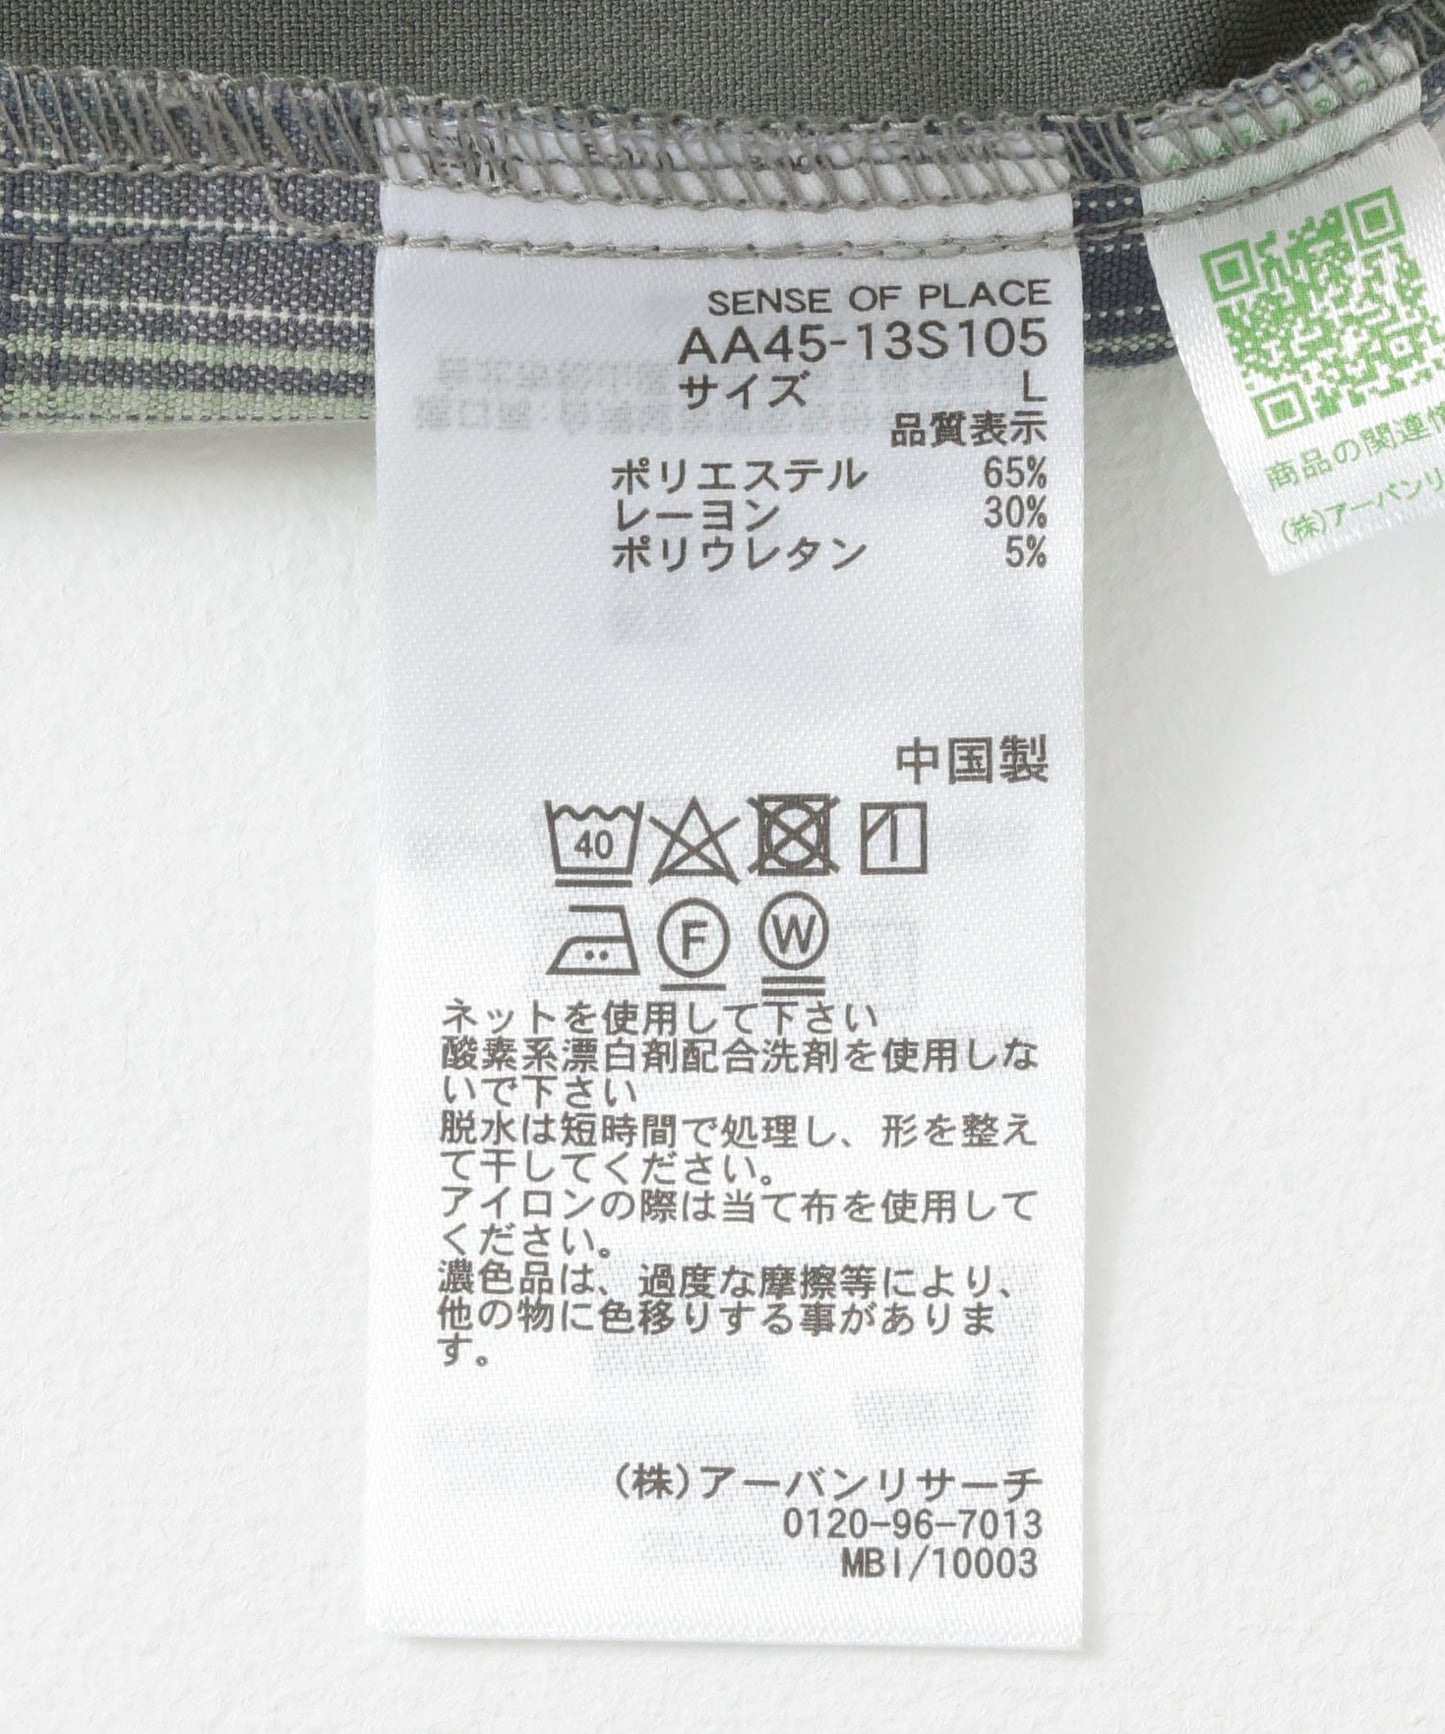 SENSE OF PLACE
AA45-13S105
サイズ L
品質表示
ポリエステル 65%
レーヨン 30%
ポリウレタン 5%
中国製
40
F W
ネットを使用して下さい
酸素系漂白剤配合洗剤を使用しな
いで下さい
脱水は短時間で処理し、形を整え
て干してください。
アイロンの際は当て布を使用して
ください。
濃色品は、過度な摩擦等により、
他の物に色移りする事がありま
す。
(株)アーバンリサーチ
0120-96-7013
MBI/10003
商品の関連情
(株)アーバンリ